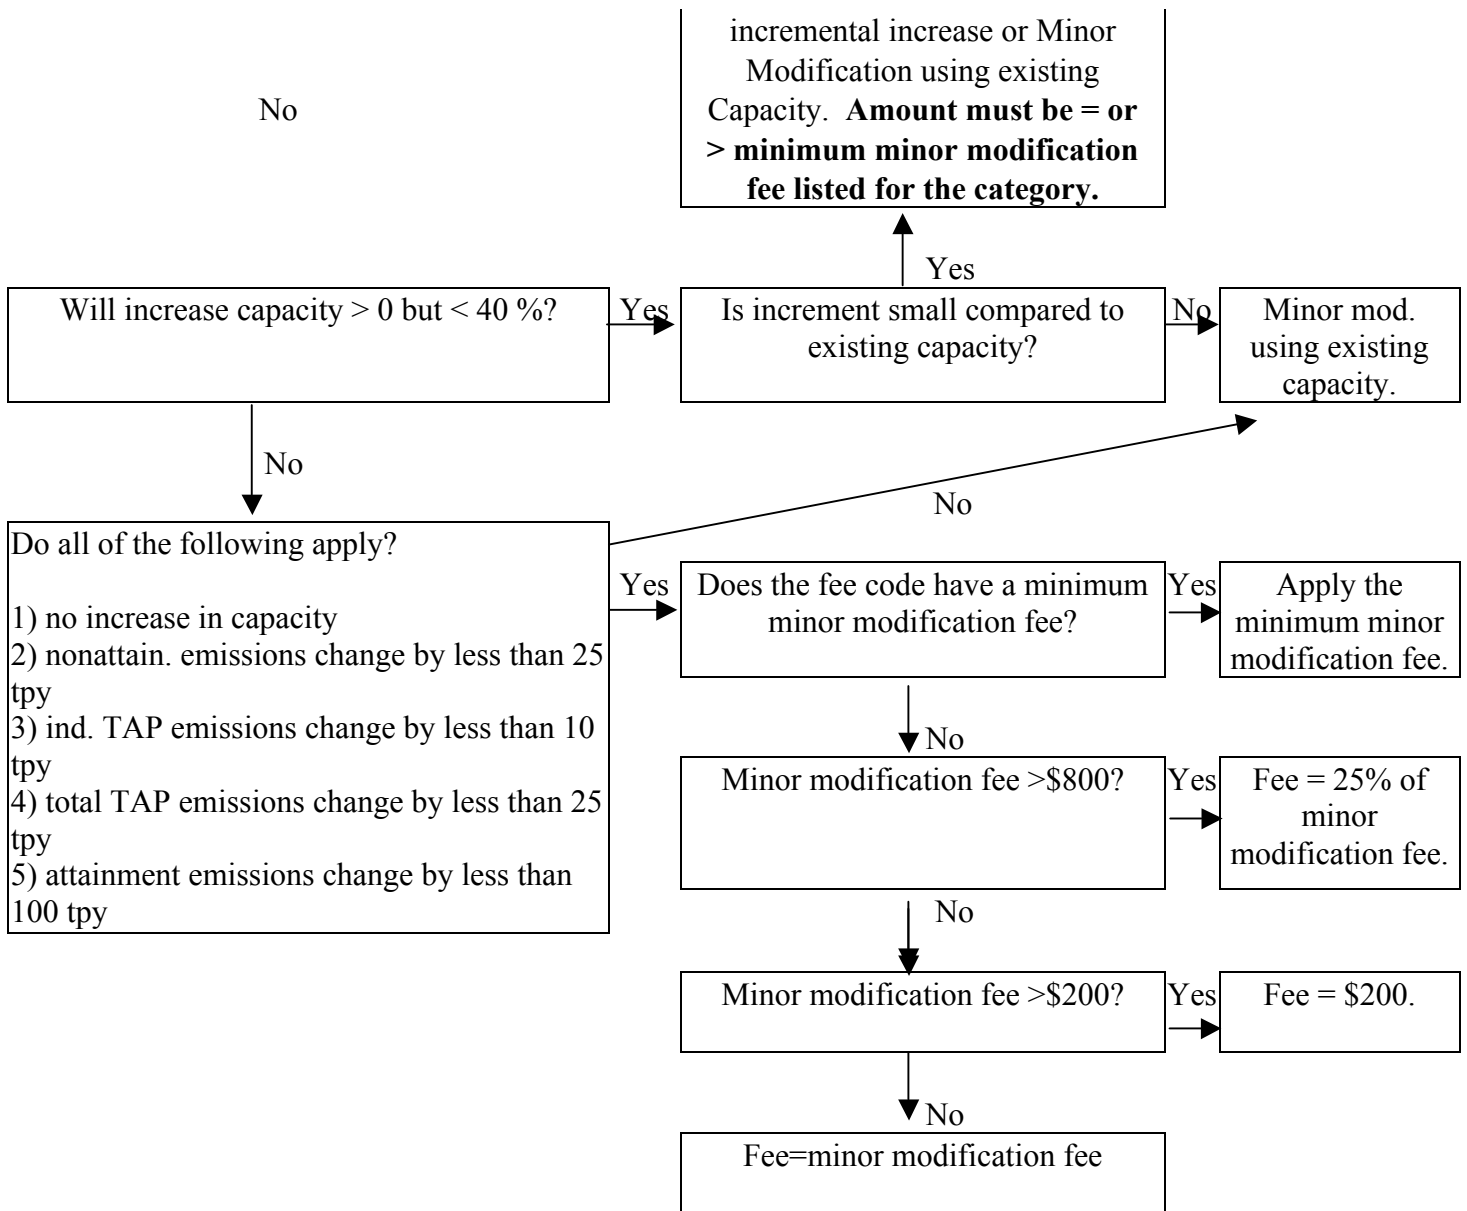 incremental increase or Minor
Modification using existing
Capacity.  Amount must be = or
> minimum minor modification
fee listed for the category.
No
Yes
Will increase capacity > 0 but < 40 %?
Yes
Is increment small compared to
existing capacity?
No
Minor mod.
using existing
capacity.
No
No
Do all of the following apply?
1) no increase in capacity
2) nonattain. emissions change by less than 25
tpy
3) ind. TAP emissions change by less than 10
tpy
4) total TAP emissions change by less than 25
tpy
5) attainment emissions change by less than
100 tpy
Yes
Does the fee code have a minimum
minor modification fee?
Yes
Apply the
minimum minor
modification fee.
No
Minor modification fee >$800?
Yes
Fee = 25% of
minor
modification fee.
No
Minor modification fee >$200?
Yes
Fee = $200.
No
Fee=minor modification fee